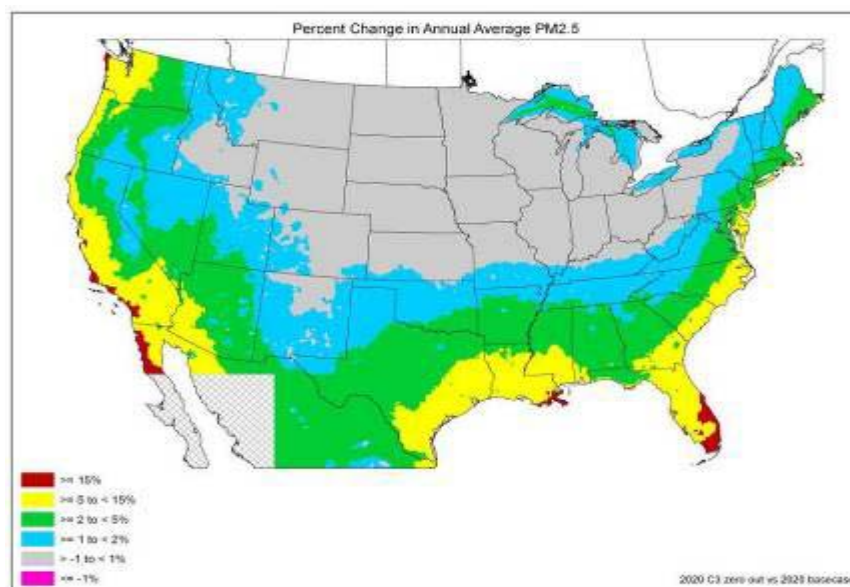 Percent Change in Annual Average PM2.5
>= 15%
>= 5 to < 15%
>= 2 to < 5%
>= 1 to < 2%
> -1 to < 1%
<= -1%
2020 C3 zero out vs 2020 basecase